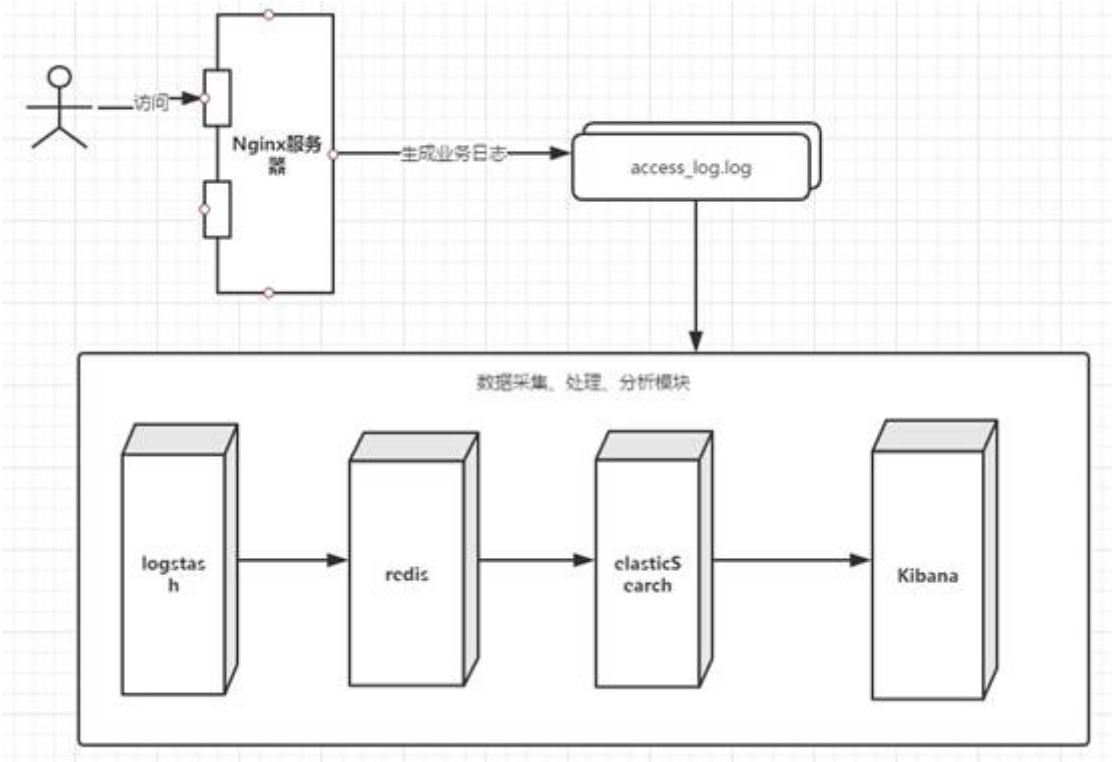 访问
Nginx服务
器
生成业务日志
access_log.log
数据采集、处理、分析模块
logstas
h
redis
elasticS
earch
Kibana